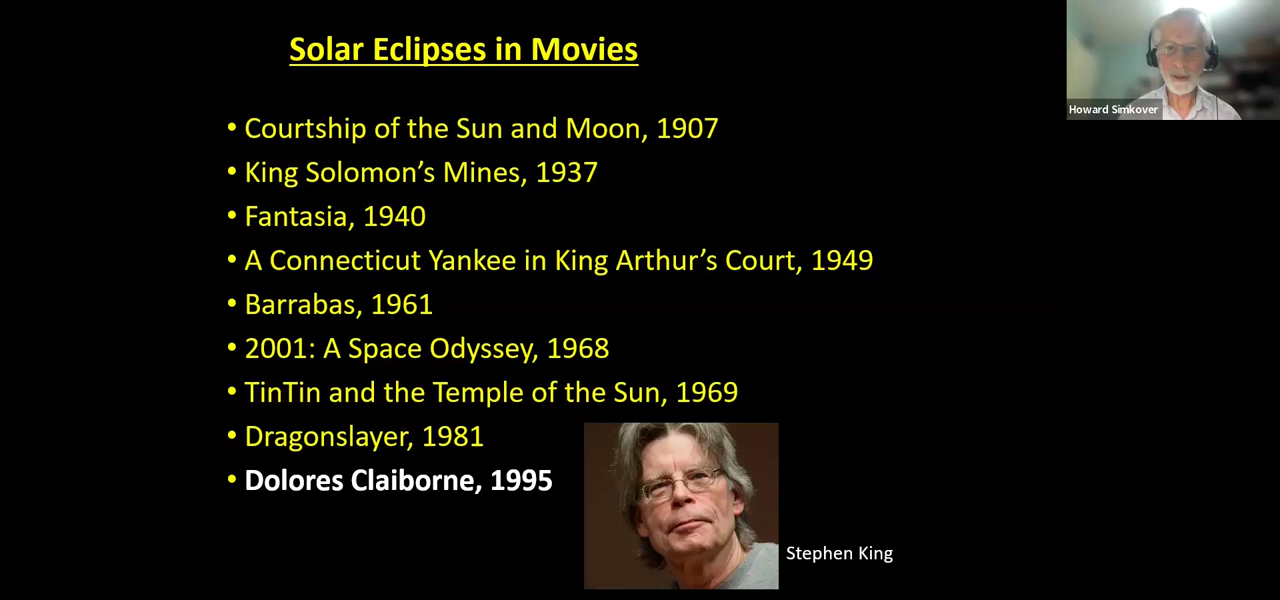 Solar Eclipses in Movies
Howard Simkover
• Courtship of the Sun and Moon, 1907
• King Solomon’s Mines, 1937
• Fantasia, 1940
• A Connecticut Yankee in King Arthur’s Court, 1949
• Barrabas, 1961
• 2001: A Space Odyssey, 1968
• TinTin and the Temple of the Sun, 1969
• Dragonslayer, 1981
• Dolores Claiborne, 1995
Stephen King